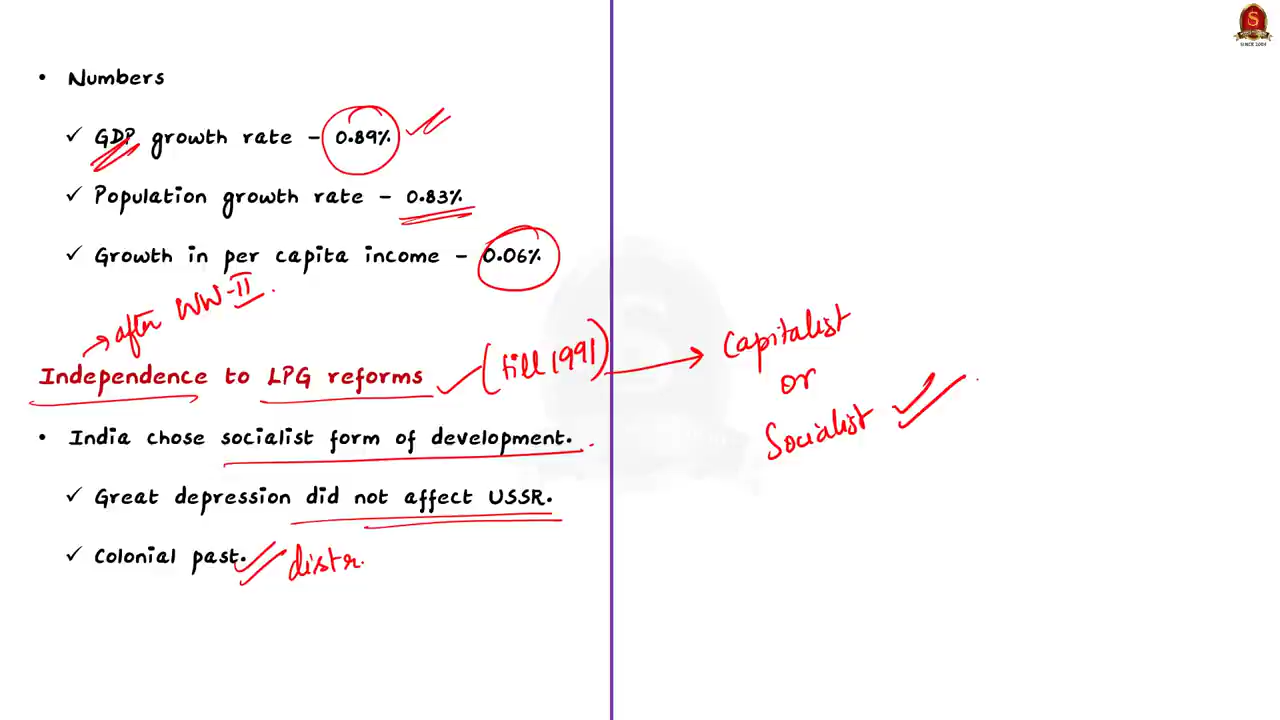 • Numbers
✓ GDP growth rate - 0.89%
✓ Population growth rate - 0.83%
✓ Growth in per capita income - 0.06%
→ after WW-II.
Independence to LPG reforms (till 1991) →
• India chose socialist form of development.
✓ Great depression did not affect USSR.
✓ Colonial past. distr.
Capitalist
or
Socialist
S
SINCE 2004